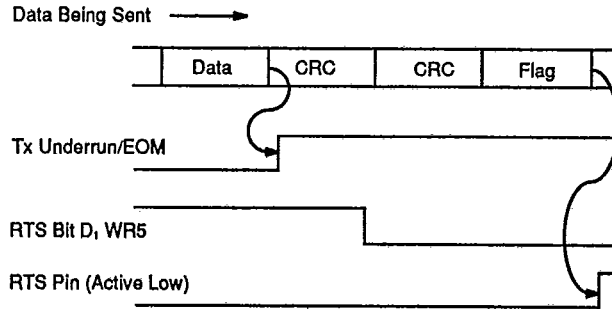 Data Being Sent
Data CRC CRC Flag
Tx Underrun/EOM
RTS Bit D₁ WR5
RTS Pin (Active Low)